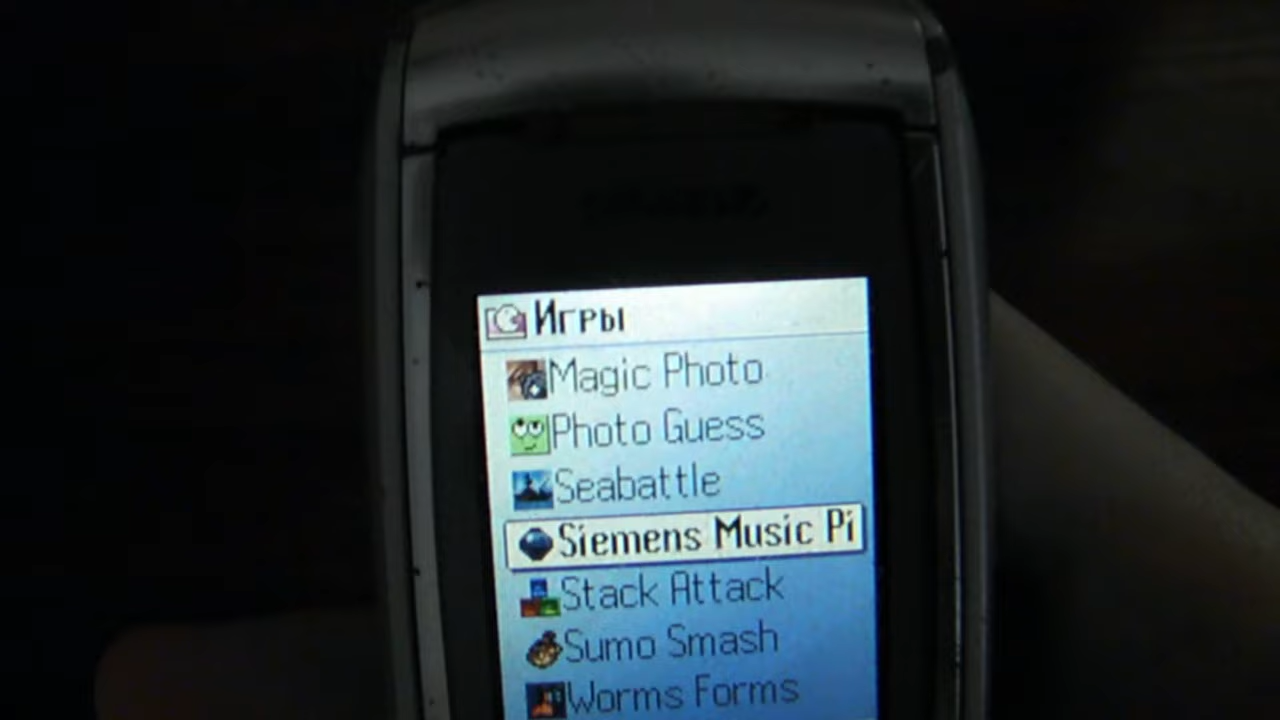 Игры
Magic Photo
Photo Guess
Seabattle
Siemens Music Pi
Stack Attack
Sumo Smash
Worms Forms